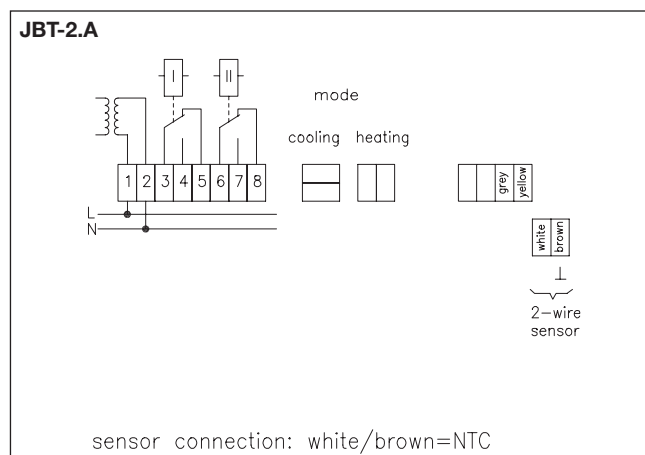 JBT-2.A
I II
mode
cooling heating
1 2 3 4 5 6 7 8
grey yellow
L
N
white brown
2-wire
sensor
sensor connection: white/brown=NTC